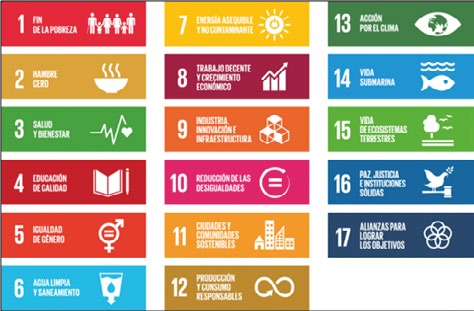 1 FIN
DE LA POBREZA
2 HAMBRE
CERO
3 SALUD
Y BIENESTAR
4 EDUCACIÓN
DE CALIDAD
5 IGUALDAD
DE GÉNERO
6 AGUA LIMPIA
Y SANEAMIENTO
7 ENERGÍA ASEQUIBLE
Y NO CONTAMINANTE
8 TRABAJO DECENTE
Y CRECIMIENTO
ECONÓMICO
9 INDUSTRIA,
INNOVACIÓN E
INFRAESTRUCTURA
10 REDUCCIÓN DE LAS
DESIGUALDADES
11 CIUDADES Y
COMUNIDADES
SOSTENIBLES
12 PRODUCCIÓN
Y CONSUMO
RESPONSABLES
13 ACCIÓN
POR EL CLIMA
14 VIDA
SUBMARINA
15 VIDA
DE ECOSISTEMAS
TERRESTRES
16 PAZ, JUSTICIA
E INSTITUCIONES
SÓLIDAS
17 ALIANZAS PARA
LOGRAR
LOS OBJETIVOS